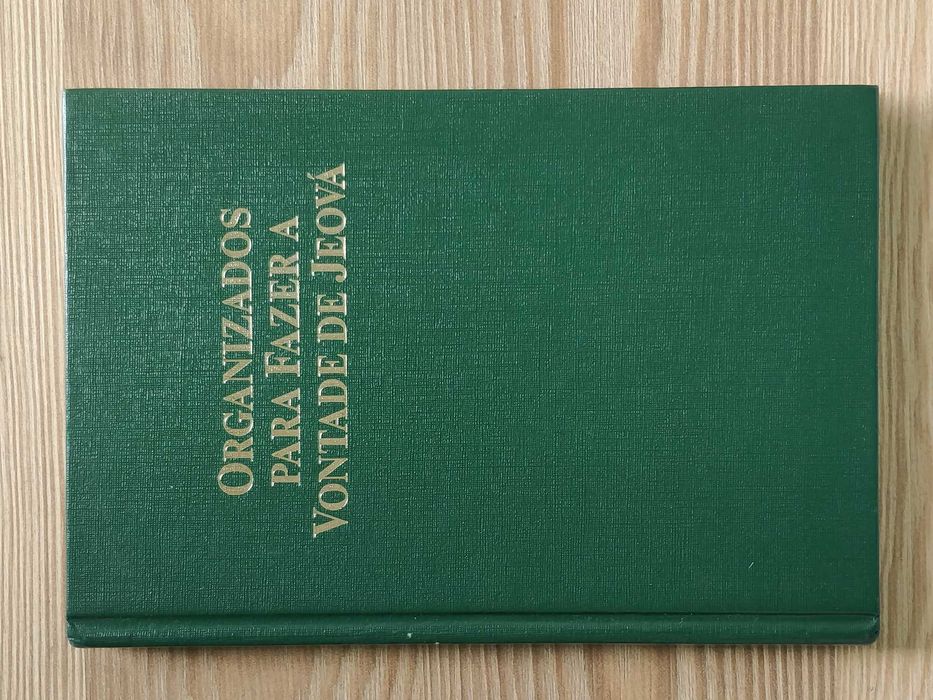 Organizados
para Fazer a
Vontade de Jeová